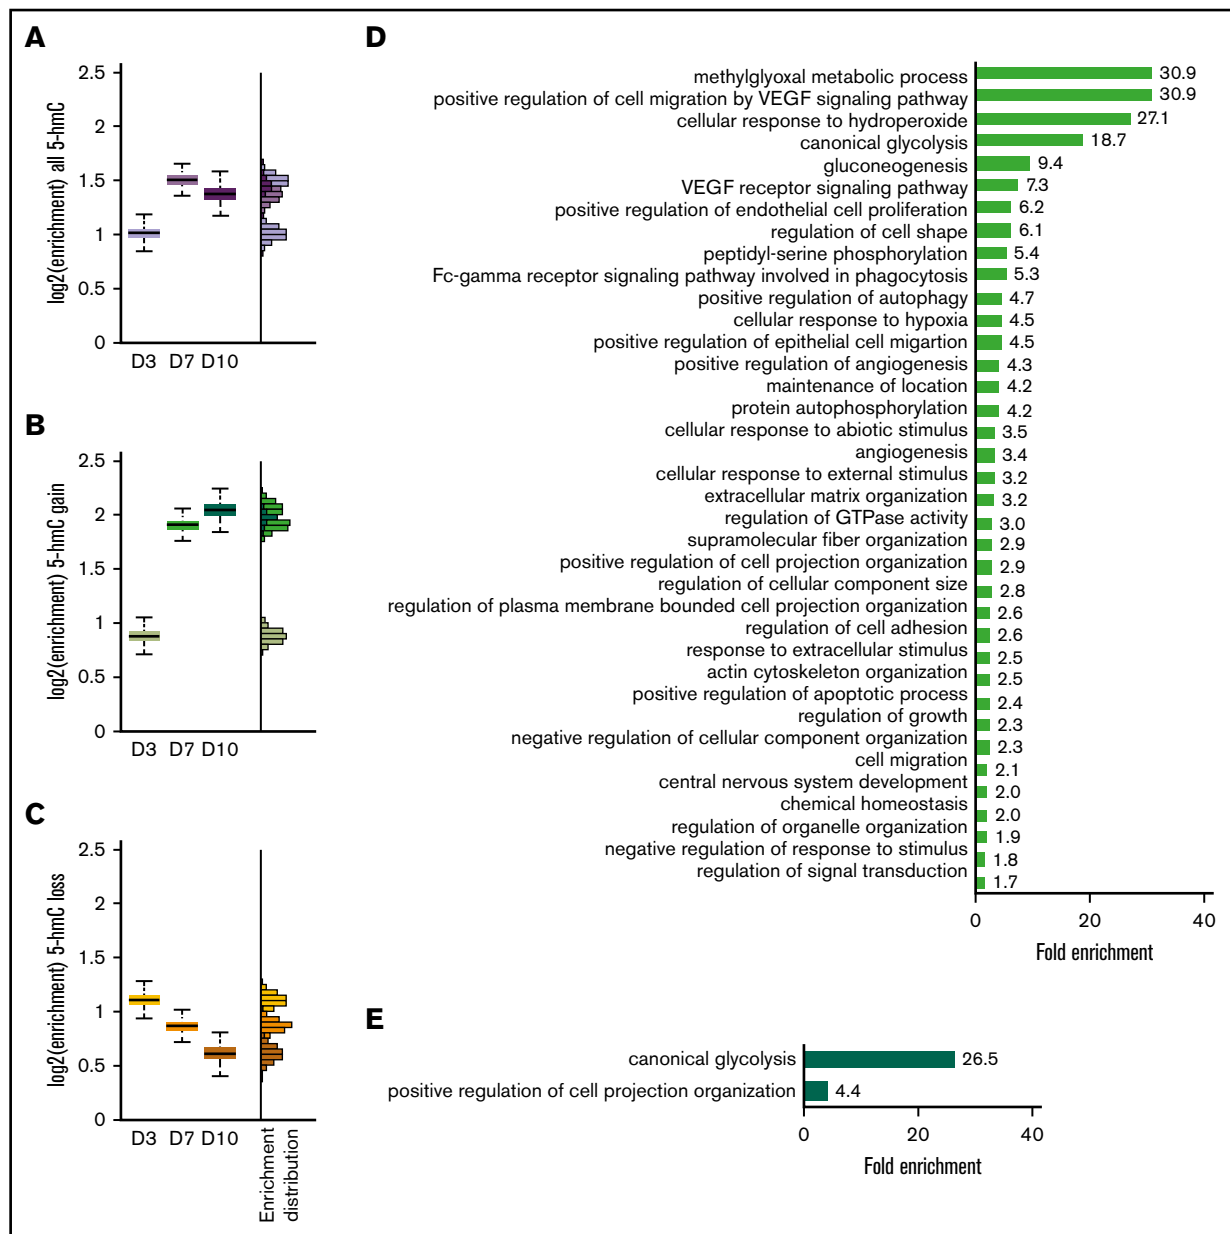 A
log2(enrichment) all 5-hmC
2.5
2
1.5
1
0.5
0
D3 D7 D10
B
log2(enrichment) 5-hmC gain
2.5
2
1.5
1
0.5
0
D3 D7 D10
C
log2(enrichment) 5-hmC loss
2.5
2
1.5
1
0.5
0
D3 D7 D10
Enrichment
distribution
D
methylglyoxal metabolic process 30.9
positive regulation of cell migration by VEGF signaling pathway 30.9
cellular response to hydroperoxide 27.1
canonical glycolysis 18.7
gluconeogenesis 9.4
VEGF receptor signaling pathway 7.3
positive regulation of endothelial cell proliferation 6.2
regulation of cell shape 6.1
peptidyl-serine phosphorylation 5.4
Fc-gamma receptor signaling pathway involved in phagocytosis 5.3
positive regulation of autophagy 4.7
cellular response to hypoxia 4.5
positive regulation of epithelial cell migartion 4.5
positive regulation of angiogenesis 4.3
maintenance of location 4.2
protein autophosphorylation 4.2
cellular response to abiotic stimulus 3.5
angiogenesis 3.4
cellular response to external stimulus 3.2
extracellular matrix organization 3.2
regulation of GTPase activity 3.0
supramolecular fiber organization 2.9
positive regulation of cell projection organization 2.9
regulation of cellular component size 2.8
regulation of plasma membrane bounded cell projection organization 2.6
regulation of cell adhesion 2.6
response to extracellular stimulus 2.5
actin cytoskeleton organization 2.5
positive regulation of apoptotic process 2.4
regulation of growth 2.3
negative regulation of cellular component organization 2.3
cell migration 2.1
central nervous system development 2.0
chemical homeostasis 2.0
regulation of organelle organization 1.9
negative regulation of response to stimulus 1.8
regulation of signal transduction 1.7
0 20 40
Fold enrichment
E
canonical glycolysis 26.5
positive regulation of cell projection organization 4.4
0 20 40
Fold enrichment